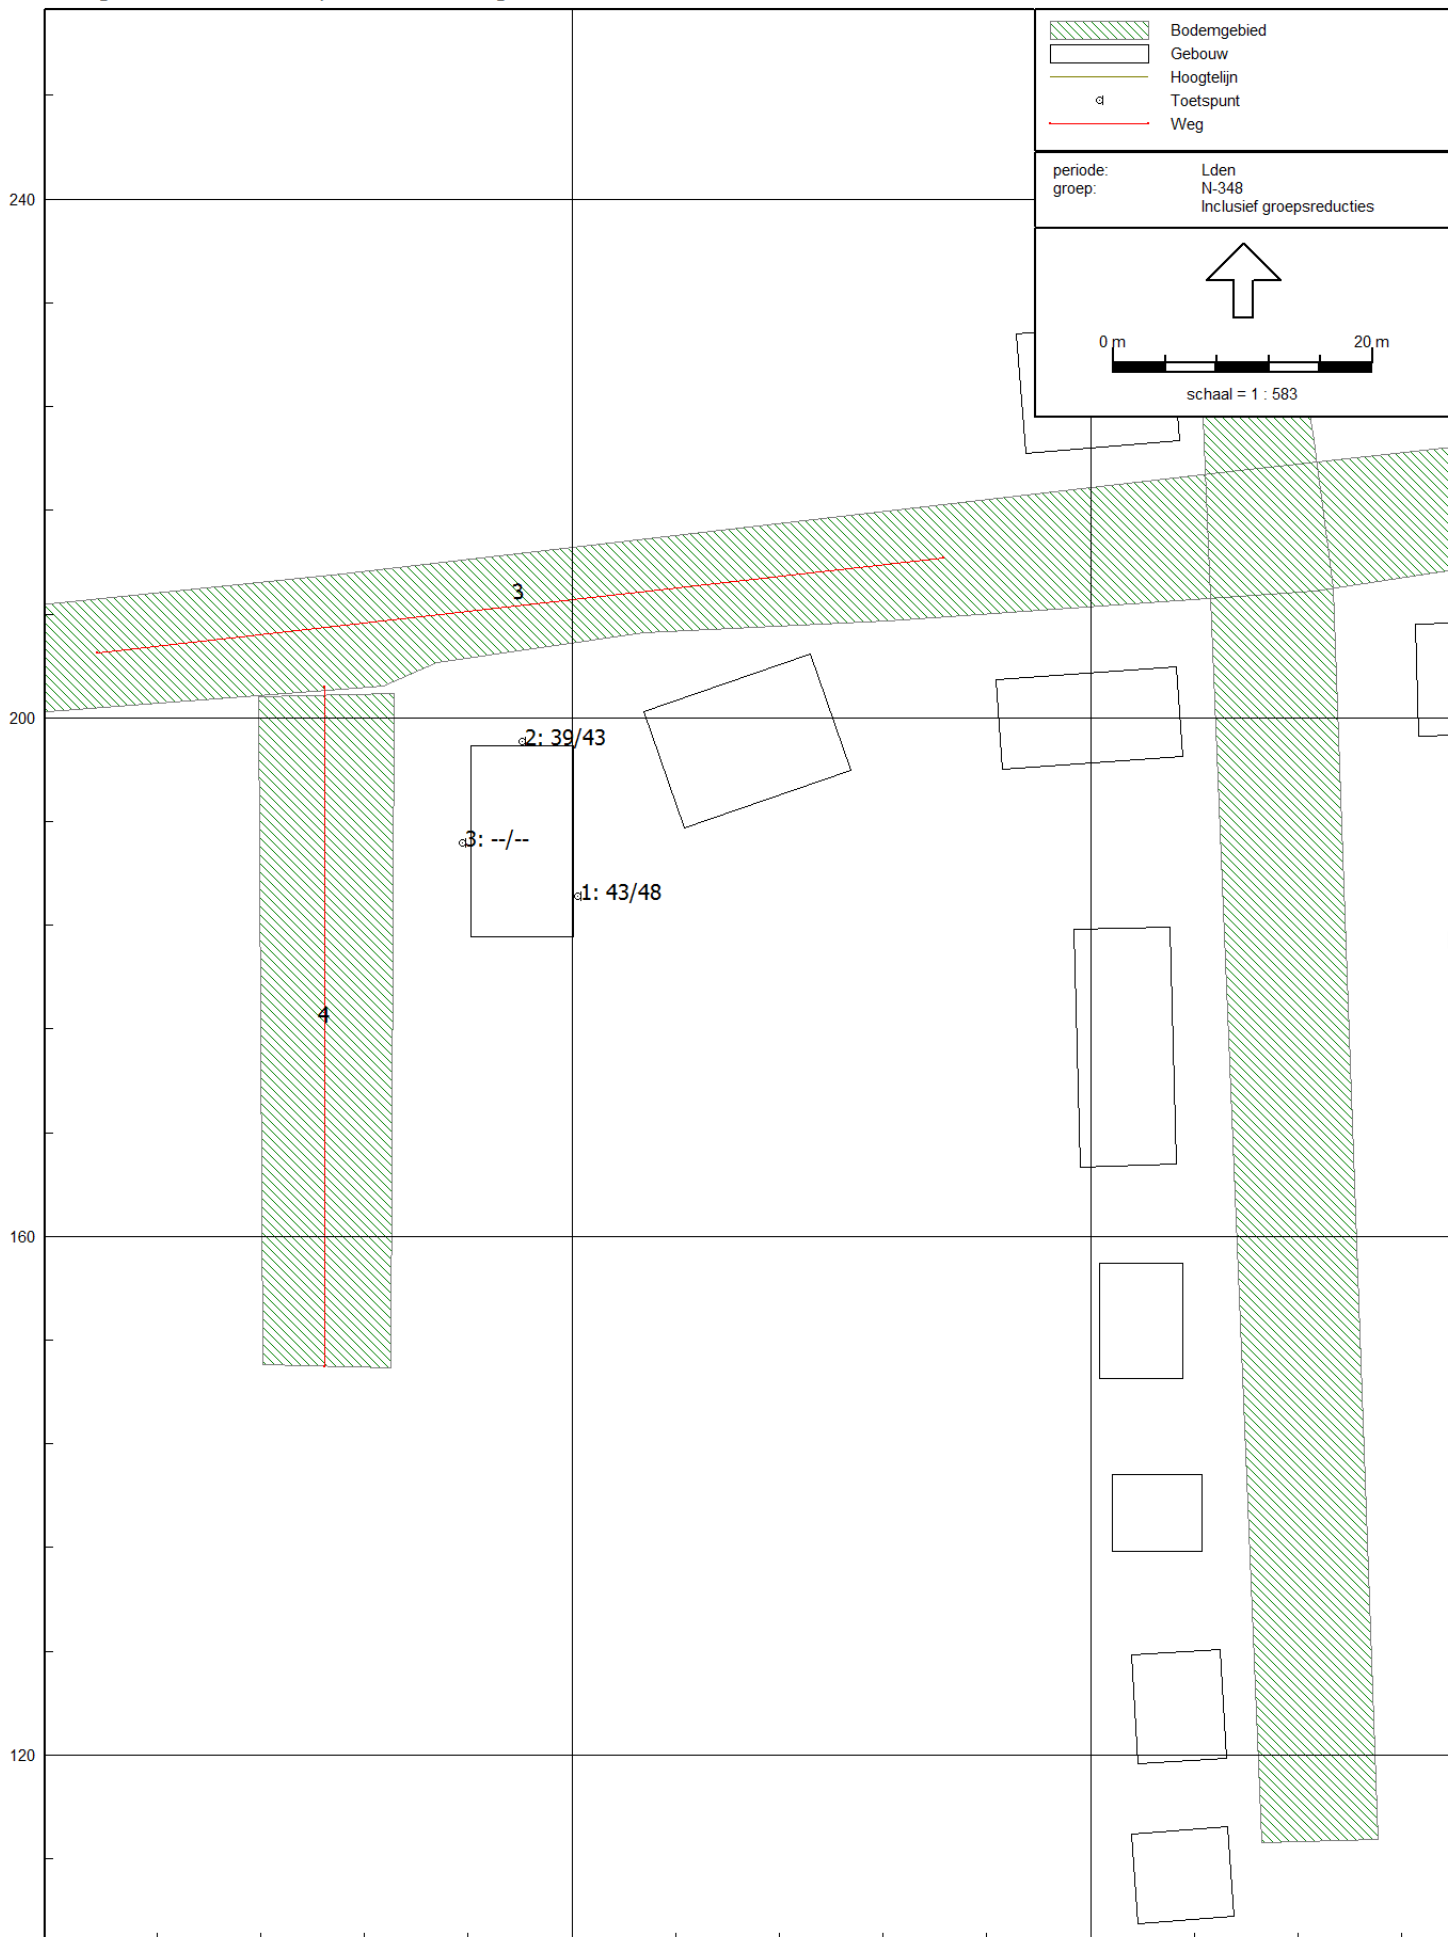 Bodemgebied
Gebouw
Hoogtelijn
Toetspunt
Weg
periode: Lden
groep: N-348
Inclusief groepsreducties
0 m 20 m
schaal = 1 : 583
240
3
200
2: 39/43
3: --/--
1: 43/48
4
160
120